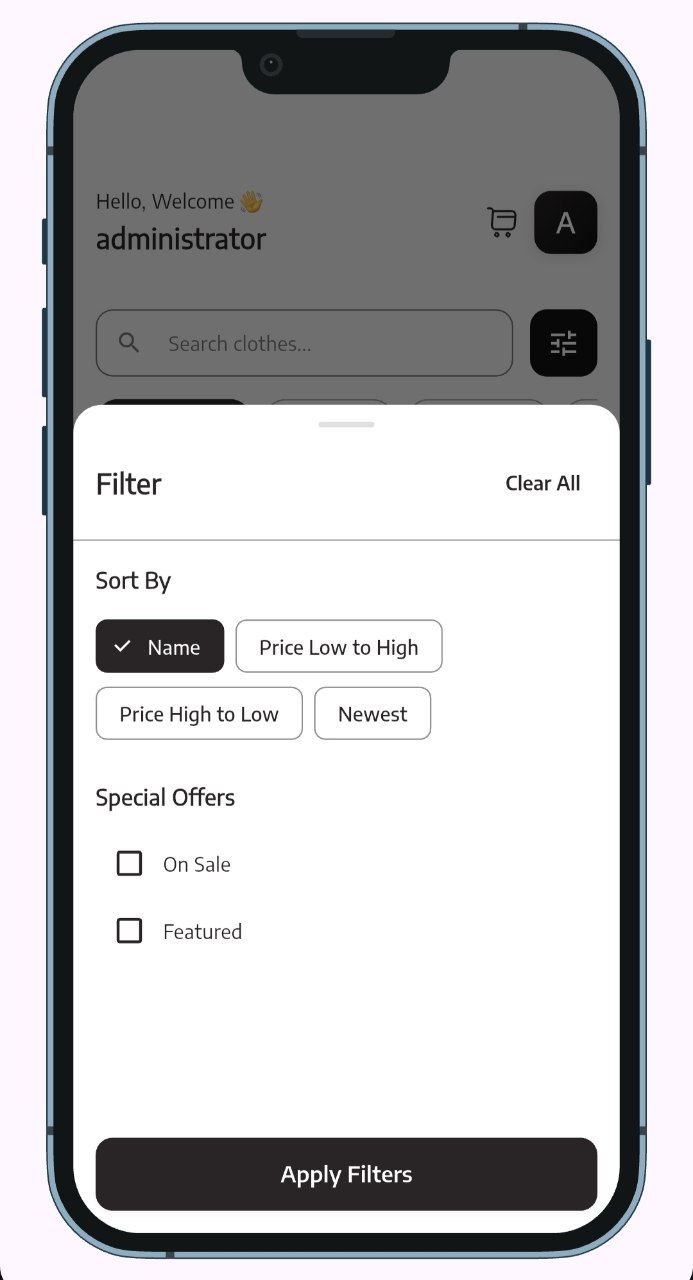 Hello, Welcome 👋
administrator
A
Search clothes...
Filter
Clear All
Sort By
Name
Price Low to High
Price High to Low
Newest
Special Offers
On Sale
Featured
Apply Filters